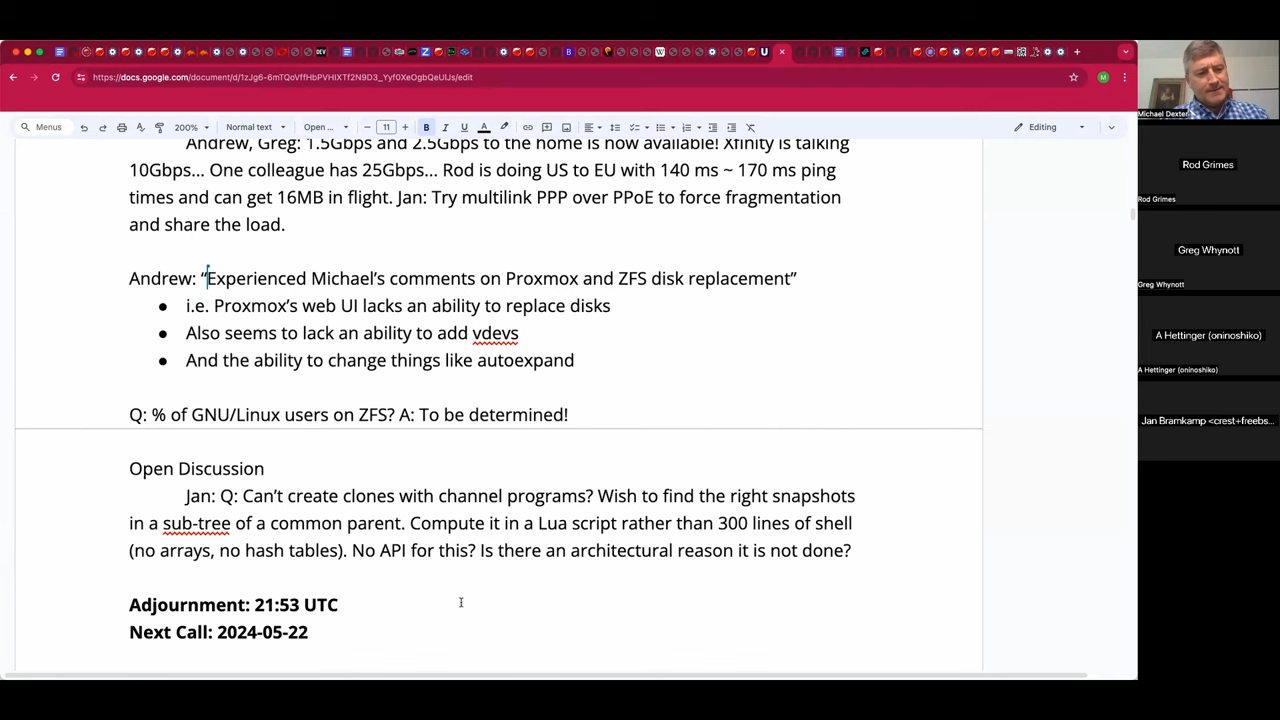 https://docs.google.com/document/d/1zJg6-6mTQoVffHbPVHIXTf2N9D3_Yyf0XeOgbQeUIJs/edit
M
Menus
200%
Normal text
Open ...
11
B
I
U
A
Editing
Andrew, Greg: 1.5Gbps and 2.5Gbps to the home is now available! Xfinity is talking
10Gbps... One colleague has 25Gbps... Rod is doing US to EU with 140 ms ~ 170 ms ping
times and can get 16MB in flight. Jan: Try multilink PPP over PPoE to force fragmentation
and share the load.
Andrew: “Experienced Michael’s comments on Proxmox and ZFS disk replacement”
● i.e. Proxmox’s web UI lacks an ability to replace disks
● Also seems to lack an ability to add vdevs
● And the ability to change things like autoexpand
Q: % of GNU/Linux users on ZFS? A: To be determined!
Open Discussion
Jan: Q: Can’t create clones with channel programs? Wish to find the right snapshots
in a sub-tree of a common parent. Compute it in a Lua script rather than 300 lines of shell
(no arrays, no hash tables). No API for this? Is there an architectural reason it is not done?
Adjournment: 21:53 UTC
Next Call: 2024-05-22
Michael Dexter
Rod Grimes
Rod Grimes
Greg Whynott
Greg Whynott
A Hettinger (oninoshiko)
A Hettinger (oninoshiko)
Jan Bramkamp <crest+freebs...